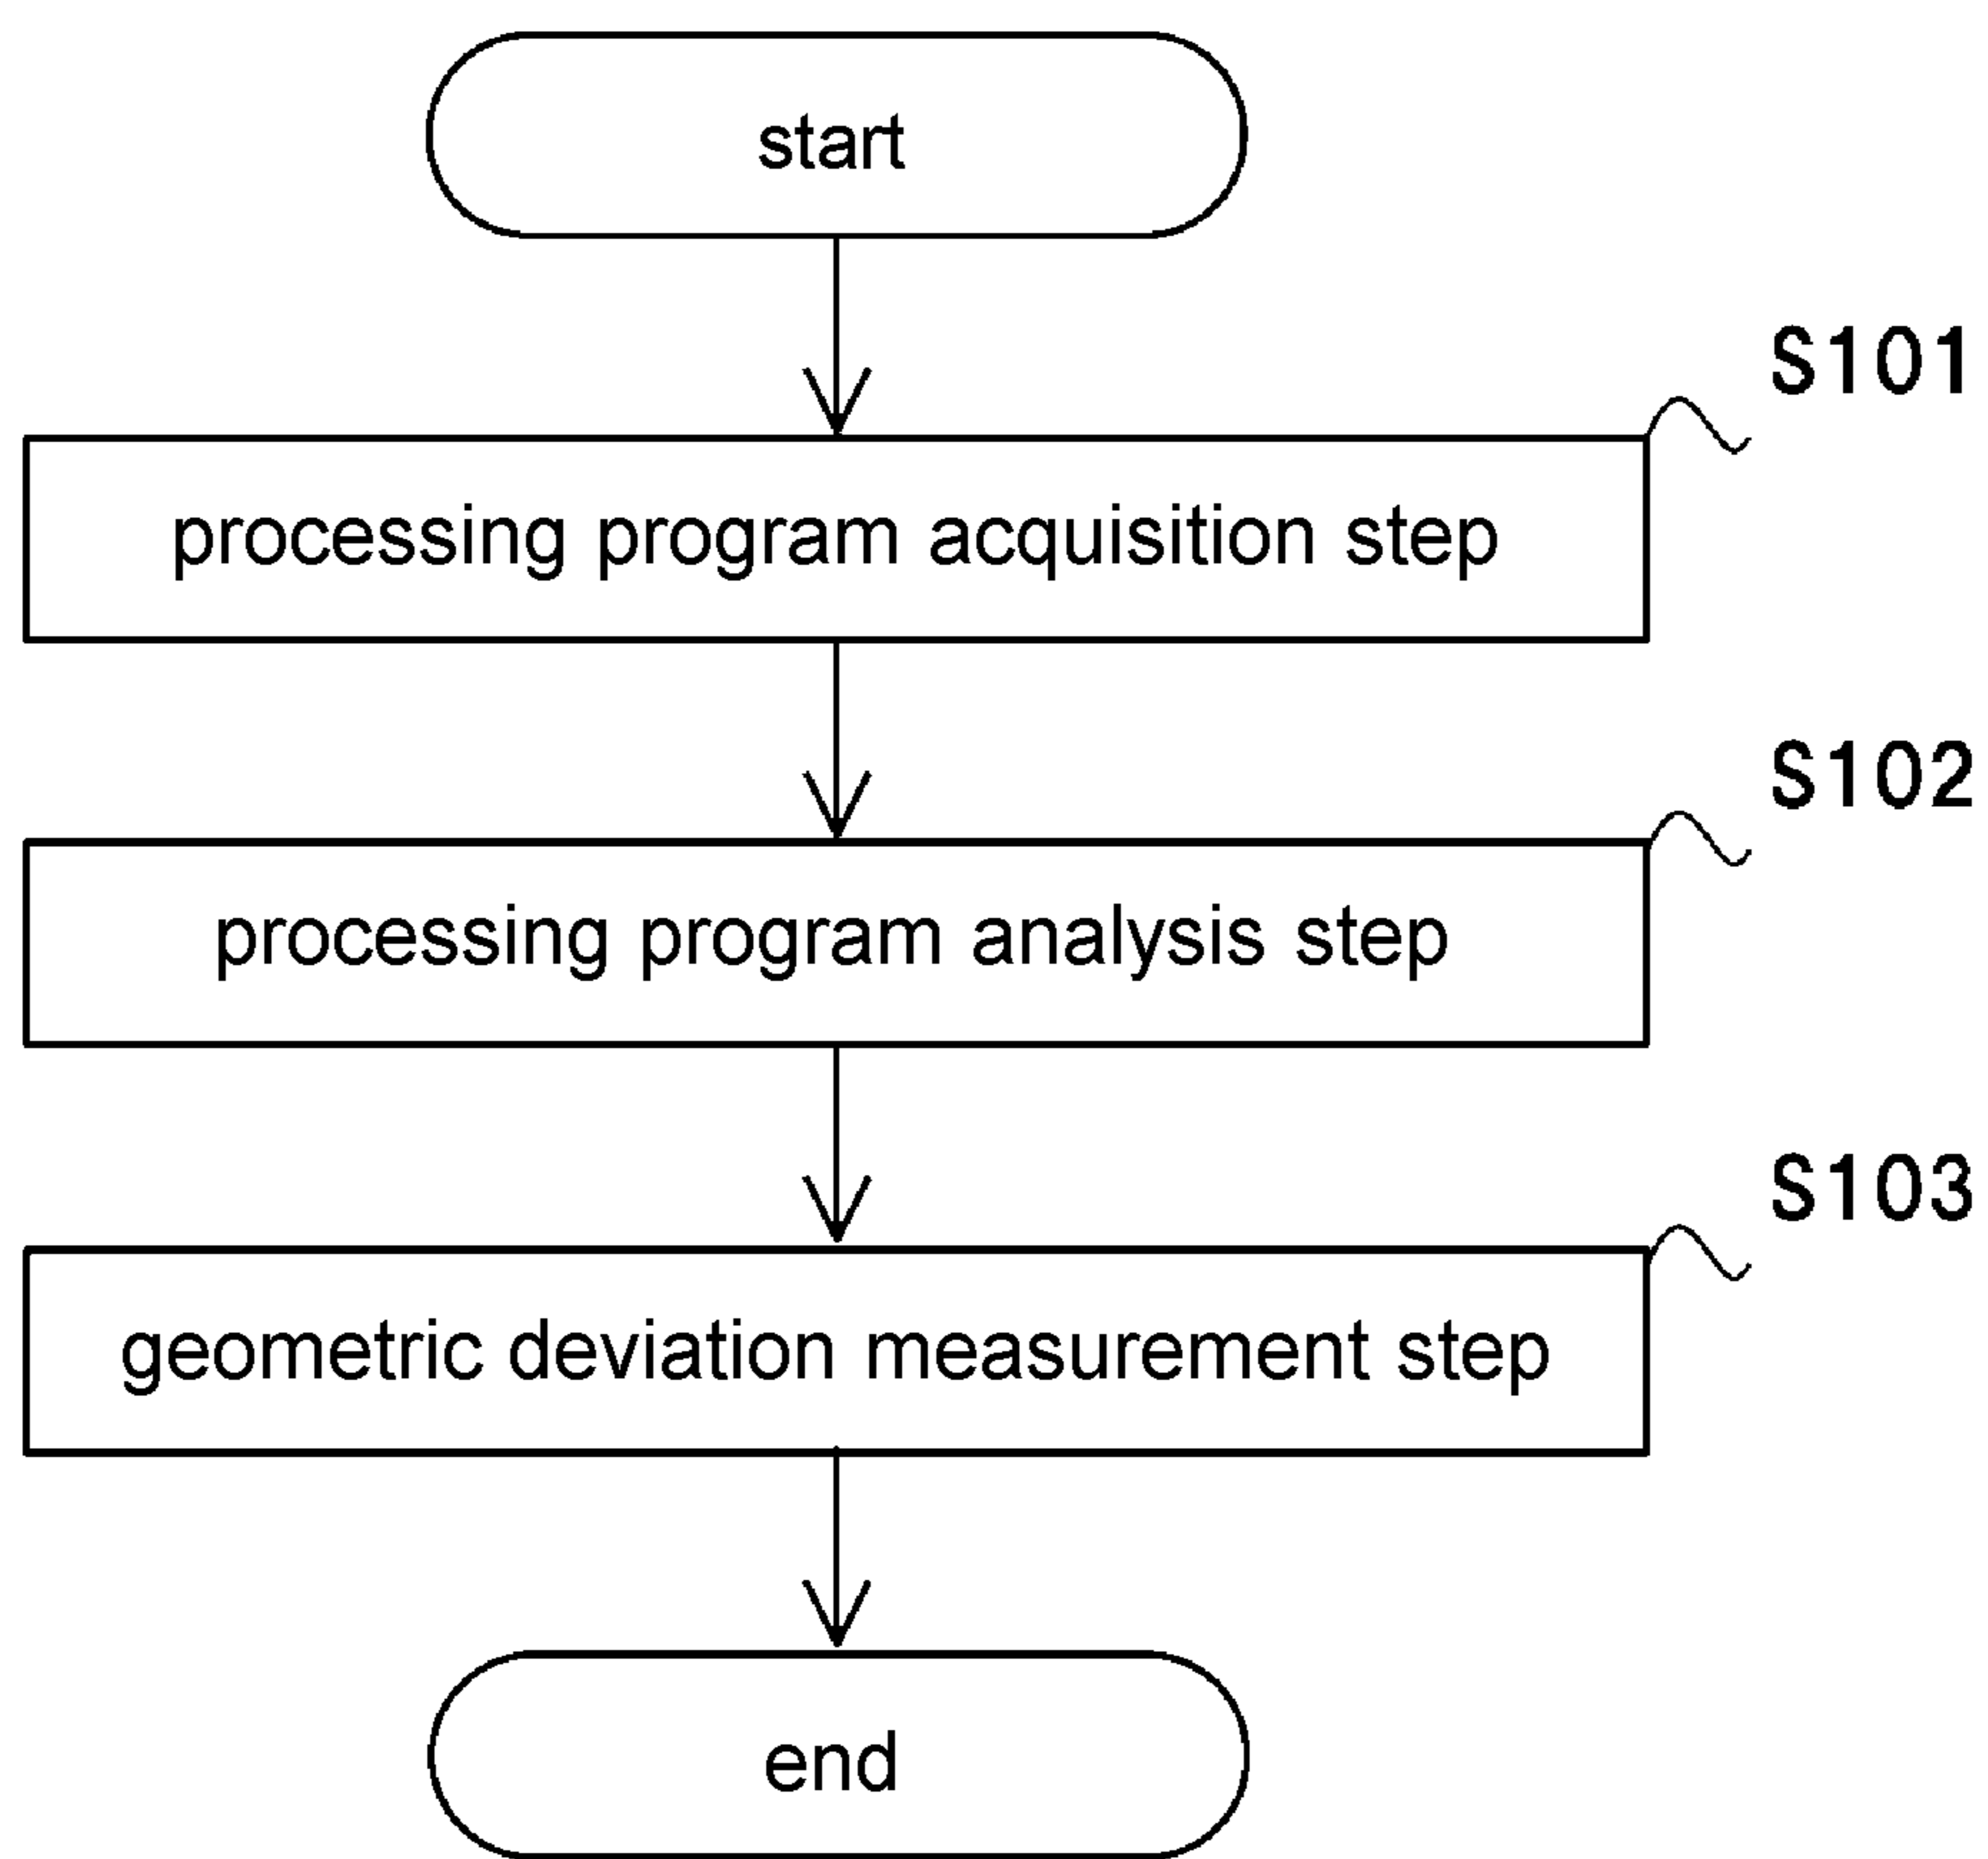 start
S101
processing program acquisition step
S102
processing program analysis step
S103
geometric deviation measurement step
end